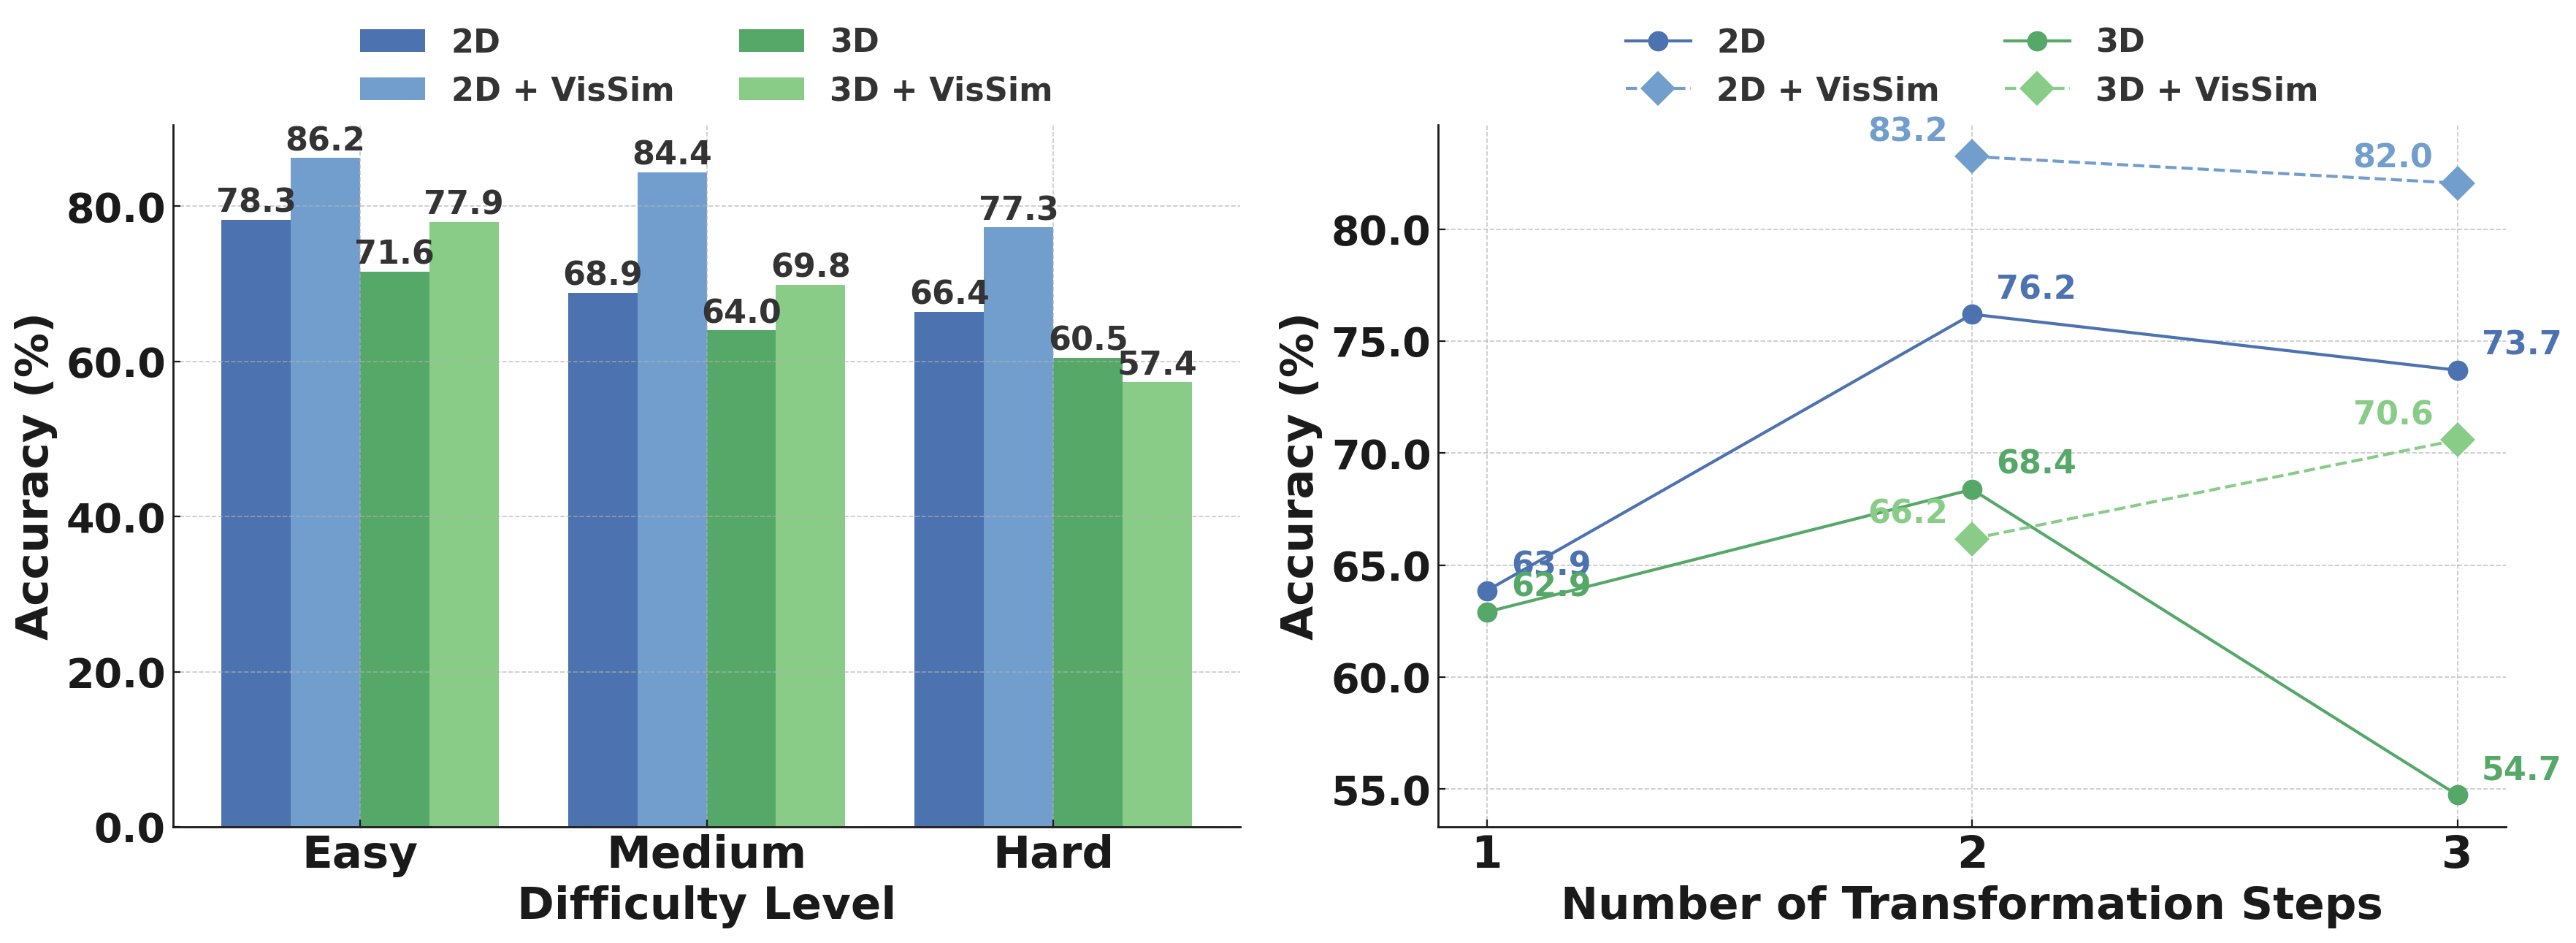 2D
2D + VisSim
3D
3D + VisSim
Accuracy (%)
80.0
60.0
40.0
20.0
0.0
78.3
86.2
71.6
77.9
68.9
84.4
64.0
69.8
66.4
77.3
60.5
57.4
Easy
Medium
Hard
Difficulty Level
2D
2D + VisSim
3D
3D + VisSim
Accuracy (%)
80.0
75.0
70.0
65.0
60.0
55.0
83.2
82.0
76.2
73.7
70.6
68.4
66.2
63.9
62.9
54.7
1
2
3
Number of Transformation Steps